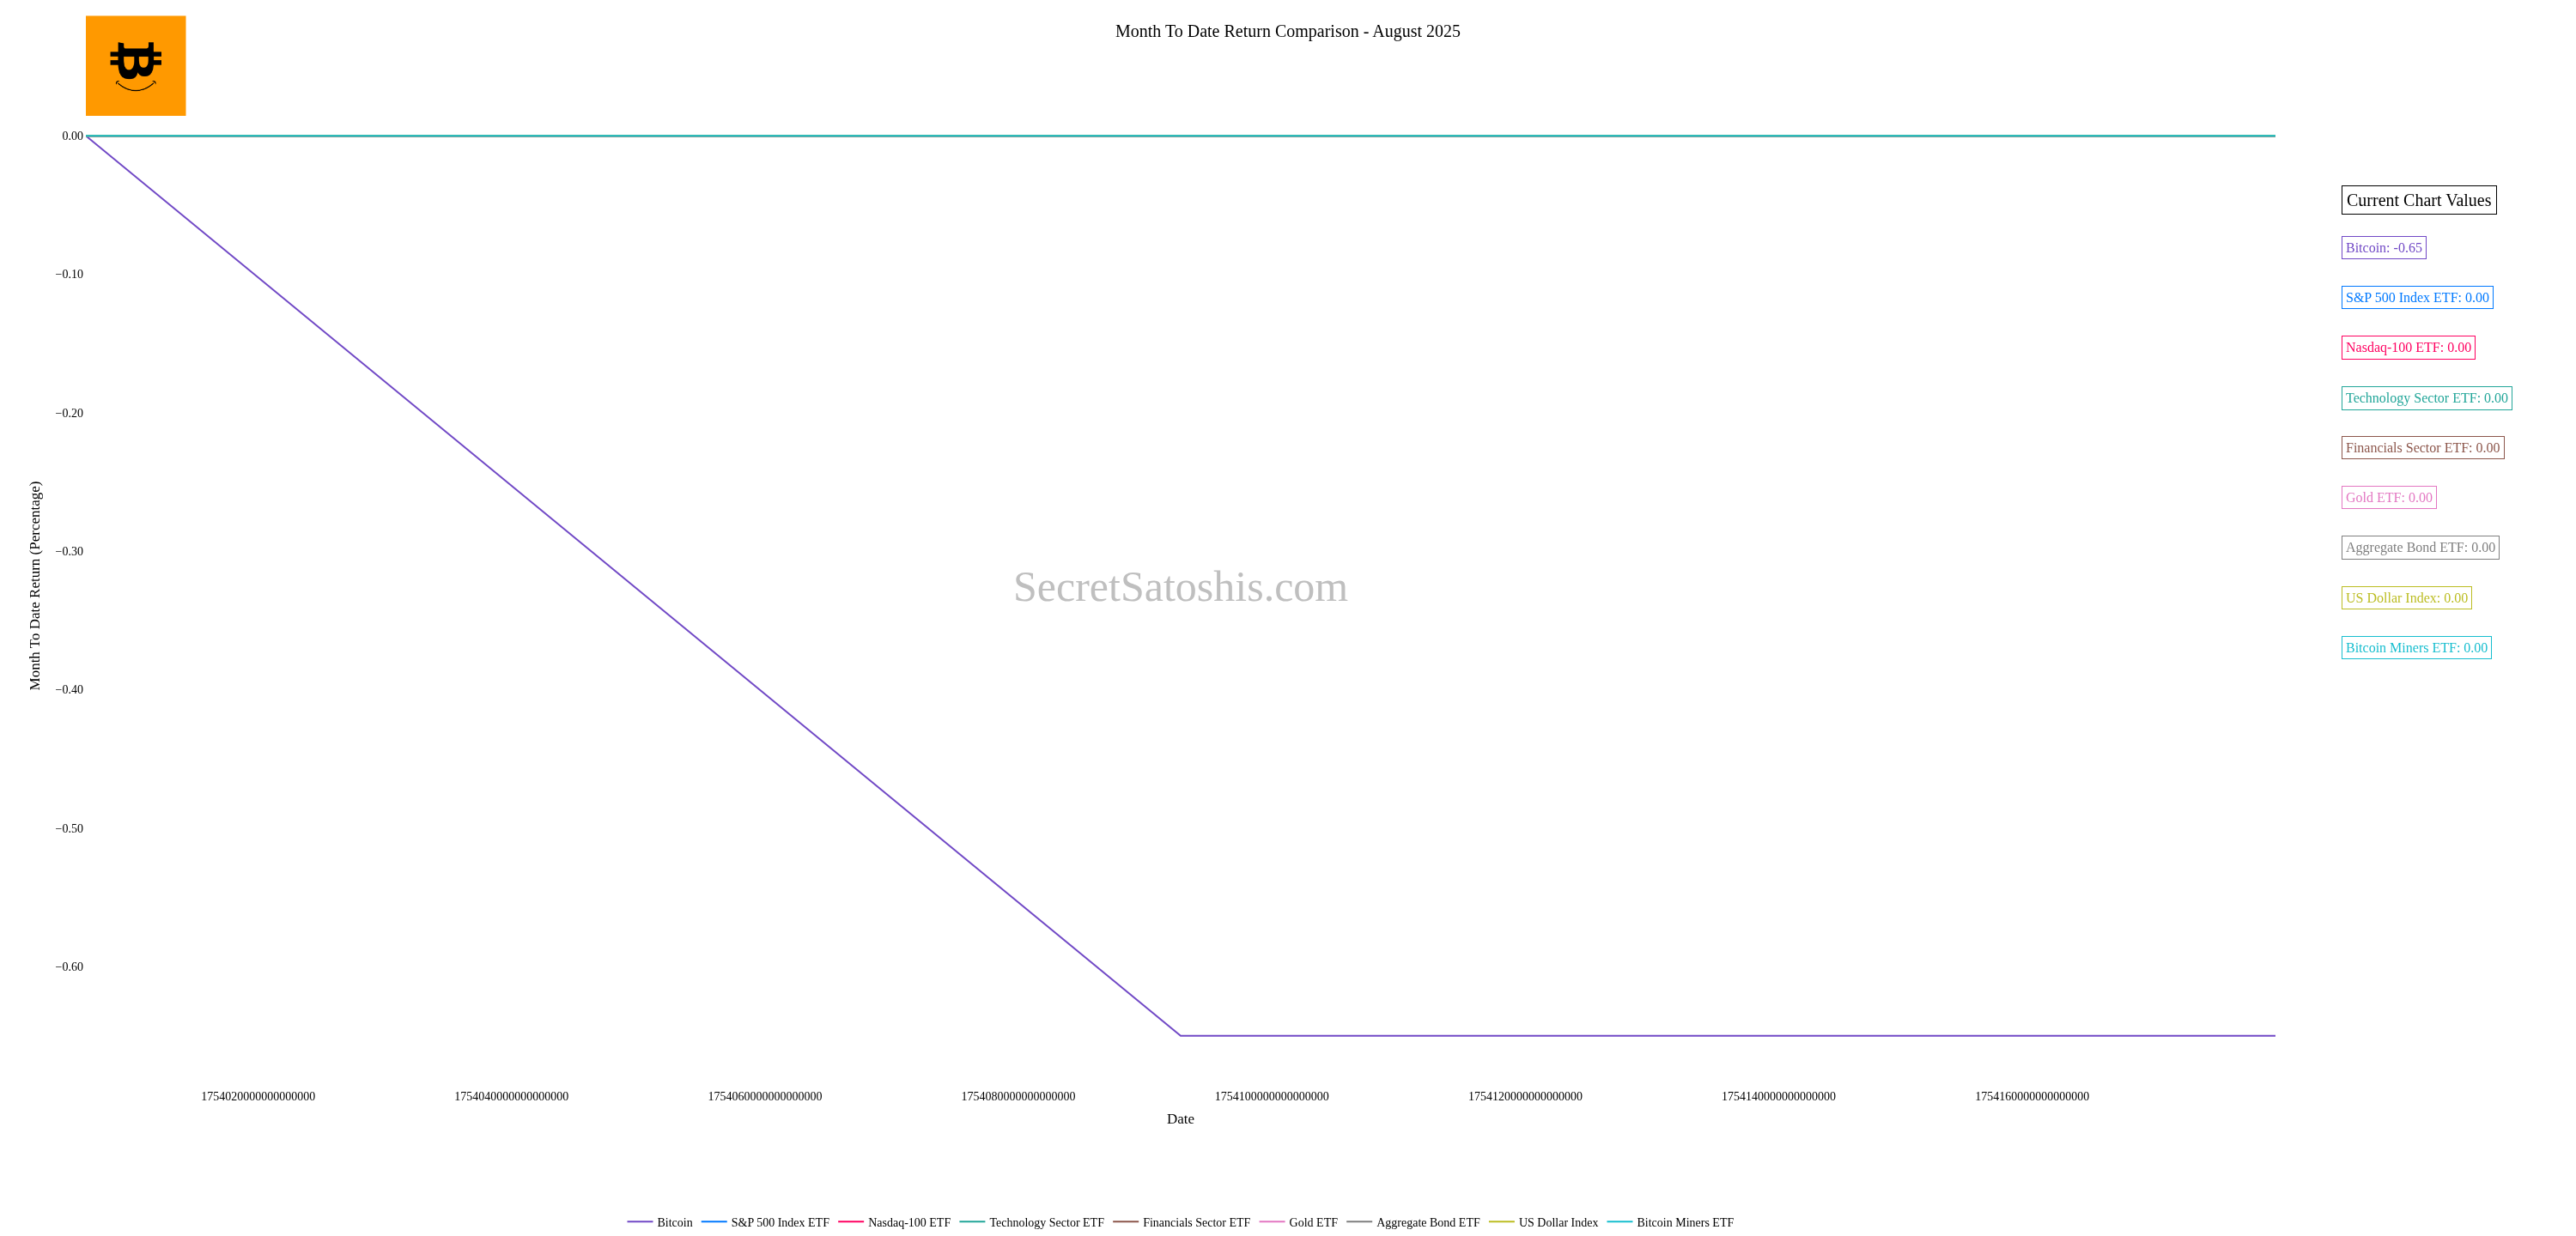 Month To Date Return Comparison - August 2025
0.00
−0.10
−0.20
−0.30
−0.40
−0.50
−0.60
Month To Date Return (Percentage)
SecretSatoshis.com
Current Chart Values
Bitcoin: -0.65
S&P 500 Index ETF: 0.00
Nasdaq-100 ETF: 0.00
Technology Sector ETF: 0.00
Financials Sector ETF: 0.00
Gold ETF: 0.00
Aggregate Bond ETF: 0.00
US Dollar Index: 0.00
Bitcoin Miners ETF: 0.00
1754020000000000000 1754040000000000000 1754060000000000000 1754080000000000000 1754100000000000000 1754120000000000000 1754140000000000000 1754160000000000000
Date
Bitcoin S&P 500 Index ETF Nasdaq-100 ETF Technology Sector ETF Financials Sector ETF Gold ETF Aggregate Bond ETF US Dollar Index Bitcoin Miners ETF